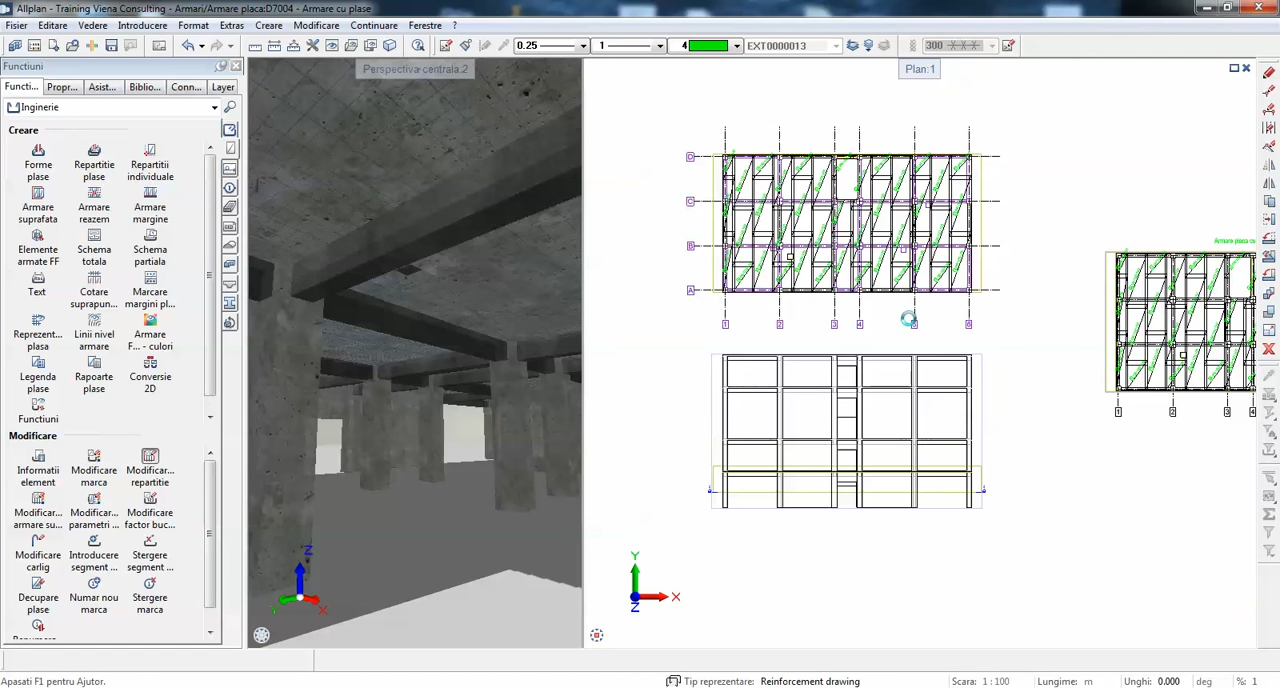 Allplan - Training Viena Consulting - Armari/Armare placa:D7004 - Armare cu plase
Fisier Editare Vedere Introducere Format Extras Creare Modificare Continuare Ferestre ?
0.25 1 4 EXT0000013 300
Functiuni
Functi... Propr... Asist... Biblio... Conn... Layer
Inginerie
Creare
Forme plase
Repartitie plase
Repartitii individuale
Armare suprafata
Armare reazem
Armare margine
Elemente armate FF
Schema totala
Schema partiala
Text
Cotare suprapun...
Marcare margini pl...
Reprezent... plasa
Linii nivel armare
Armare F... - culori
Legenda plase
Rapoarte plase
Conversie 2D
Functiuni
Modificare
Informatii element
Modificare marca
Modificar... repartitie
Modificar... armare su...
Modificar... parametri ...
Modificare factor buc...
Modificare carlig
Introducere segment ...
Stergere segment ...
Decupare plase
Numar nou marca
Stergere marca
Perspectiva centrala:2
Plan:1
D
C
B
A
1 2 3 4 5 6
Armare placa cu
1 2 3 4
Z
Y X
Y
Z X
Apasati F1 pentru Ajutor.
Tip reprezentare: Reinforcement drawing Scara: 1 : 100 Lungime: m Unghi: 0.000 deg %: 1